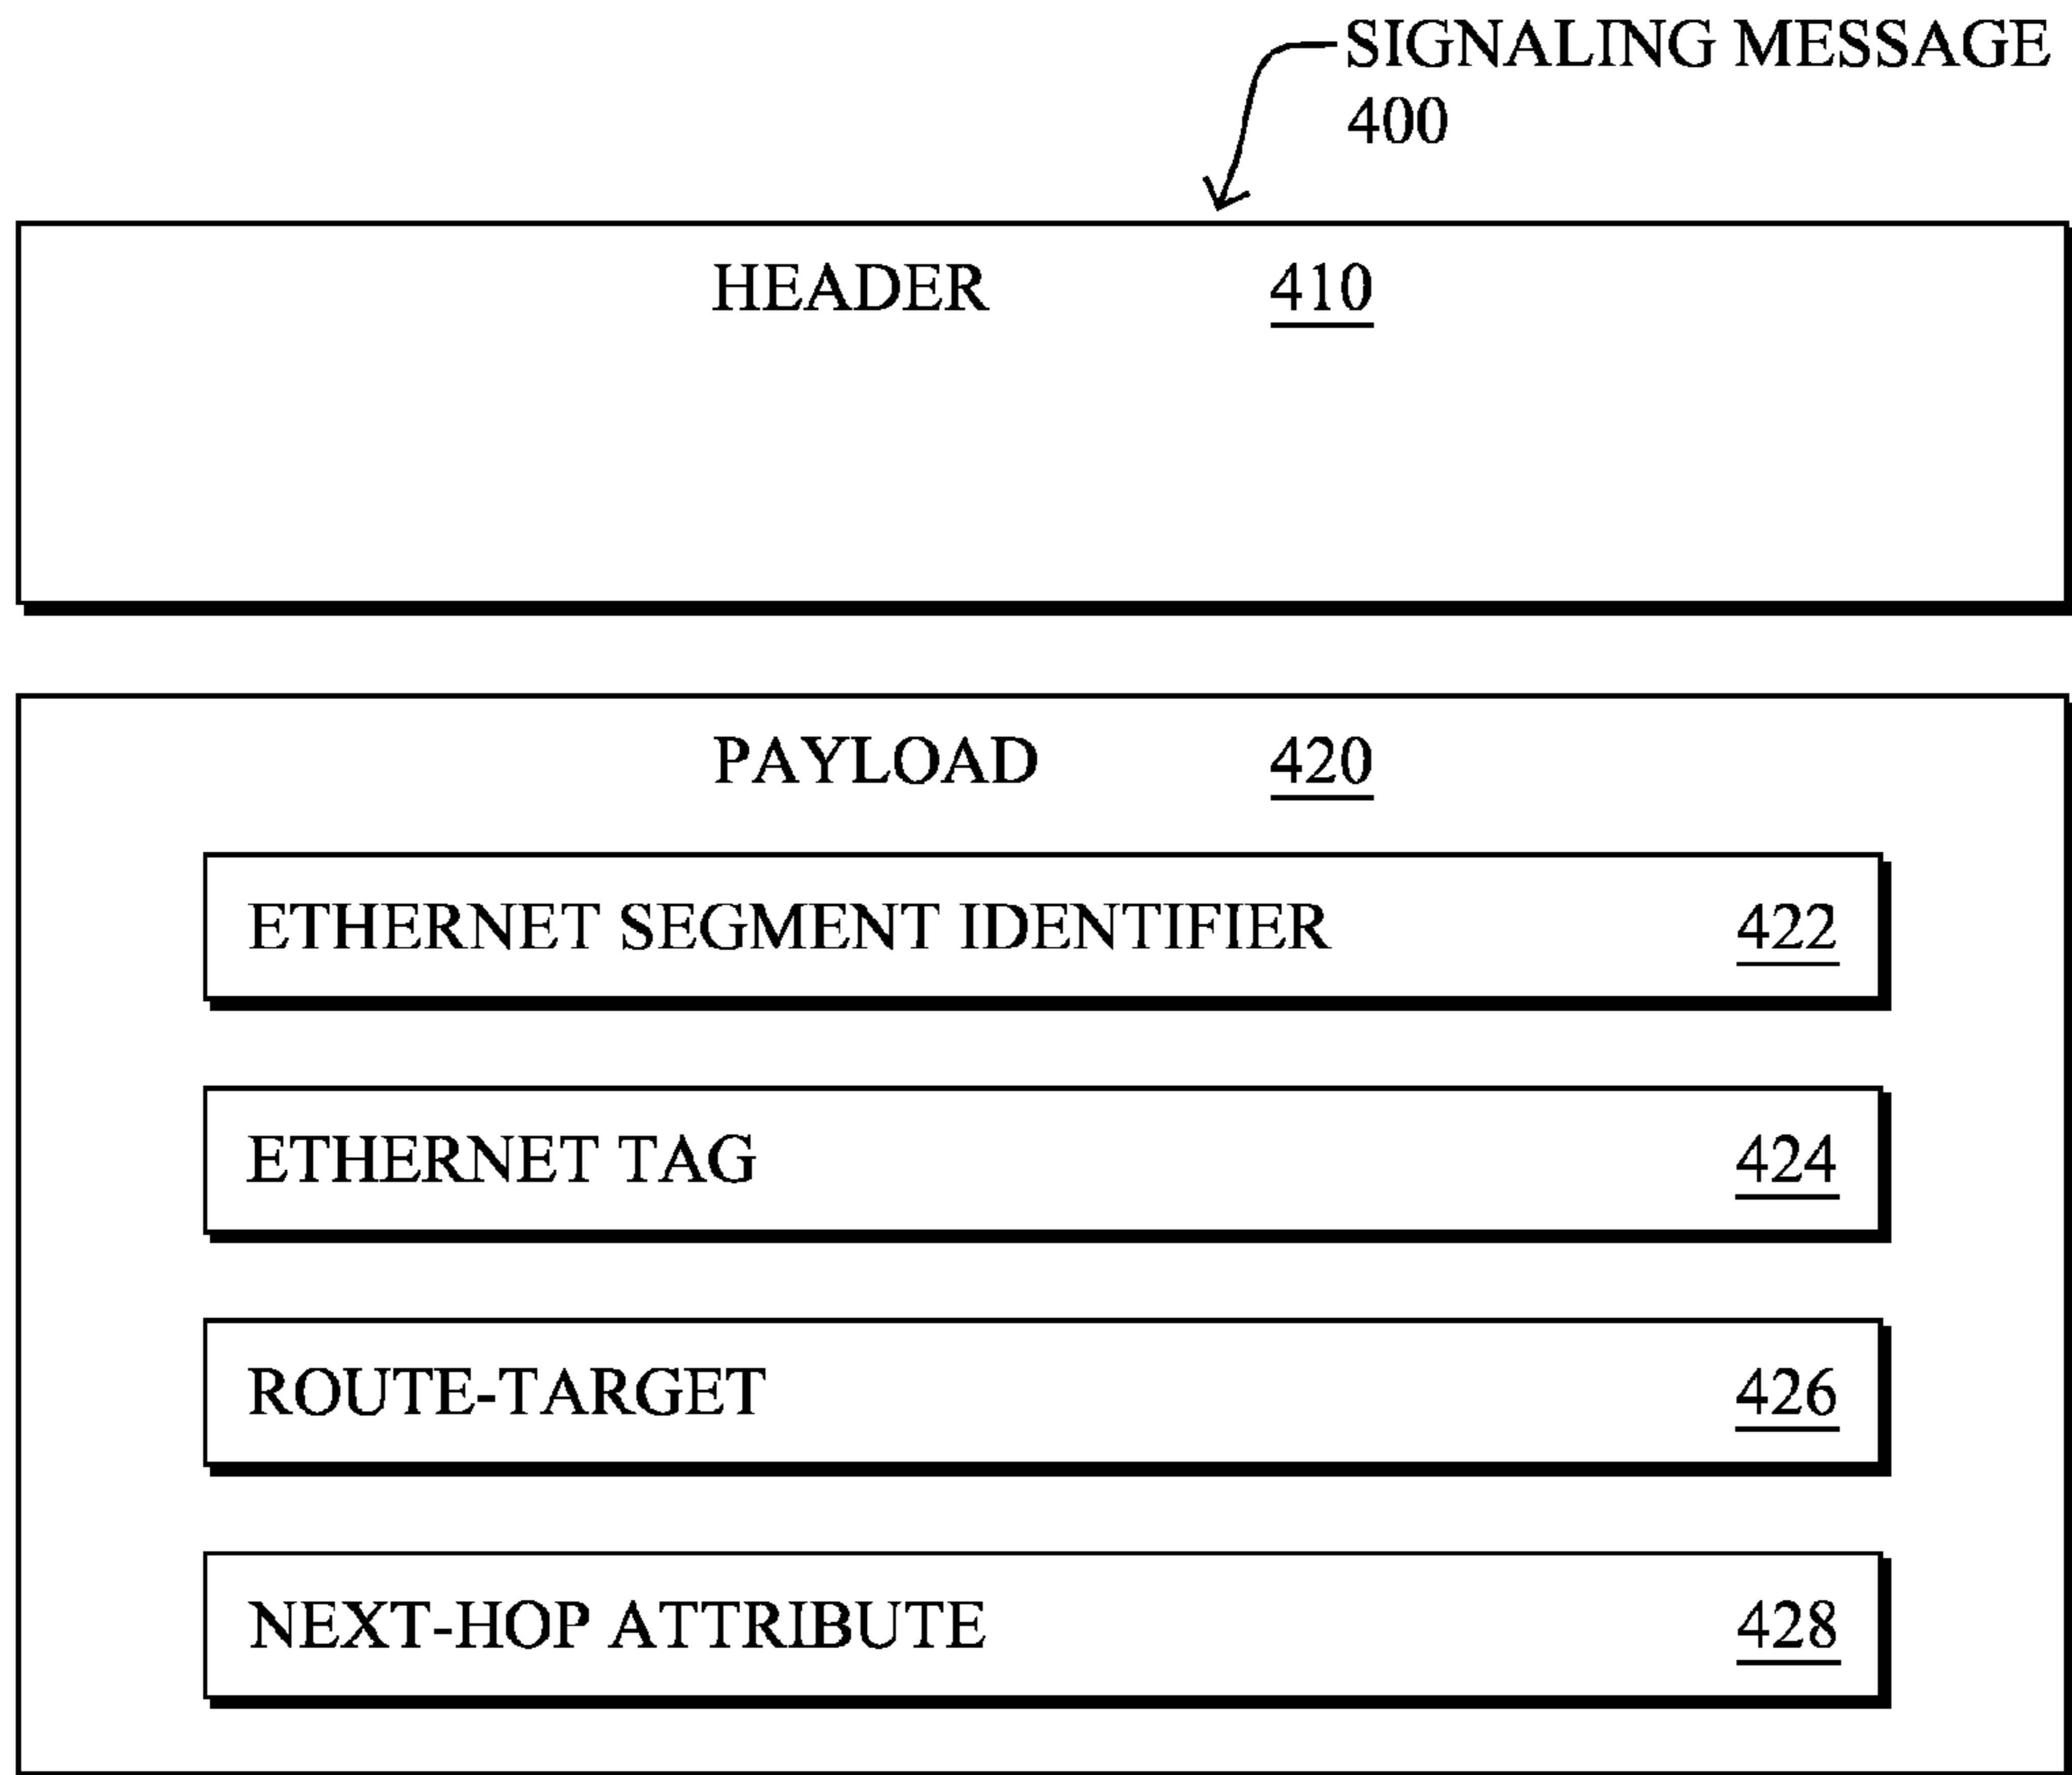 SIGNALING MESSAGE
400
HEADER 410
PAYLOAD 420
ETHERNET SEGMENT IDENTIFIER 422
ETHERNET TAG 424
ROUTE-TARGET 426
NEXT-HOP ATTRIBUTE 428